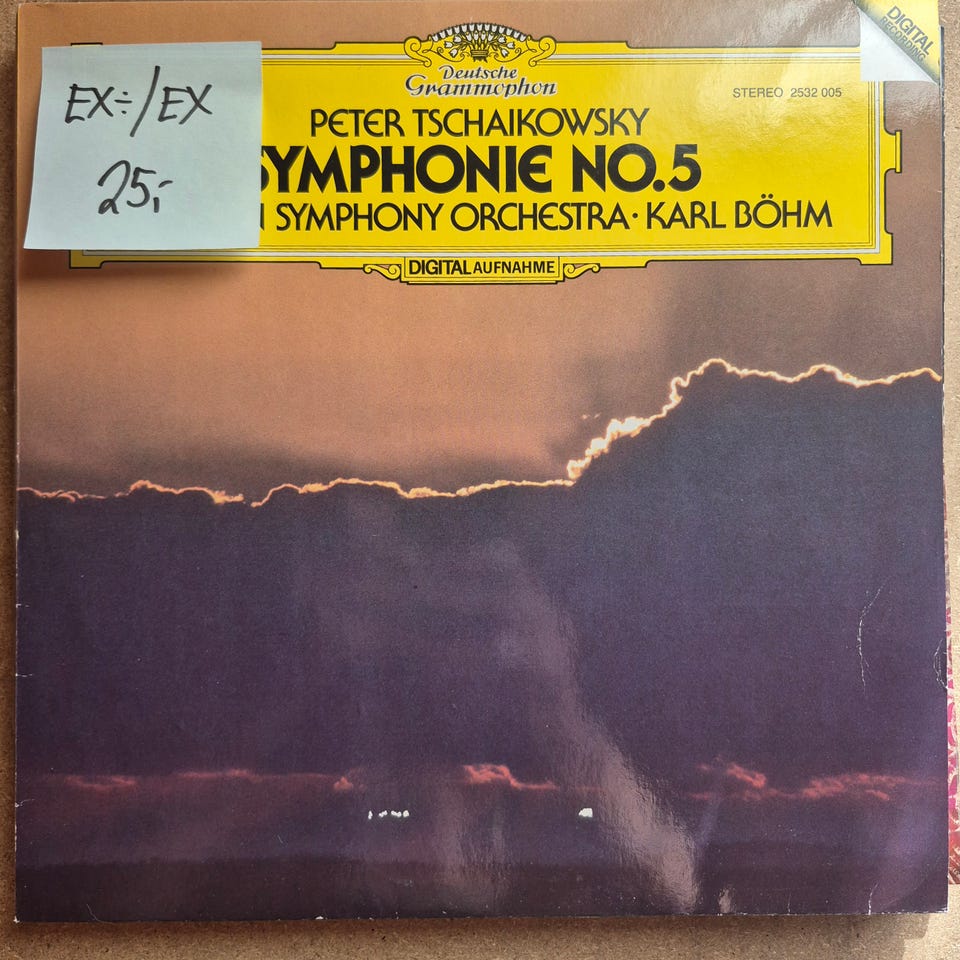 EX÷/EX
25,-
Deutsche
Grammophon
DIGITAL
RECORDING
STEREO 2532 005
PETER TSCHAIKOWSKY
SYMPHONIE NO.5
N SYMPHONY ORCHESTRA · KARL BÖHM
DIGITAL AUFNAHME